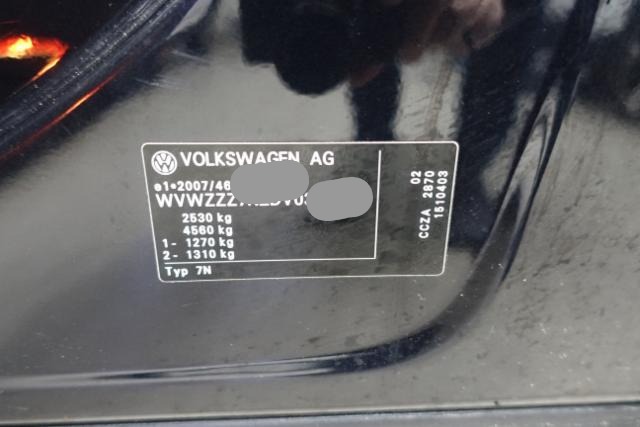 VOLKSWAGEN AG
e1*2007/46
WVWZZZ7
2530 kg
4560 kg
1- 1270 kg
2- 1310 kg
Typ 7N
02
CCZA 2870
1510403